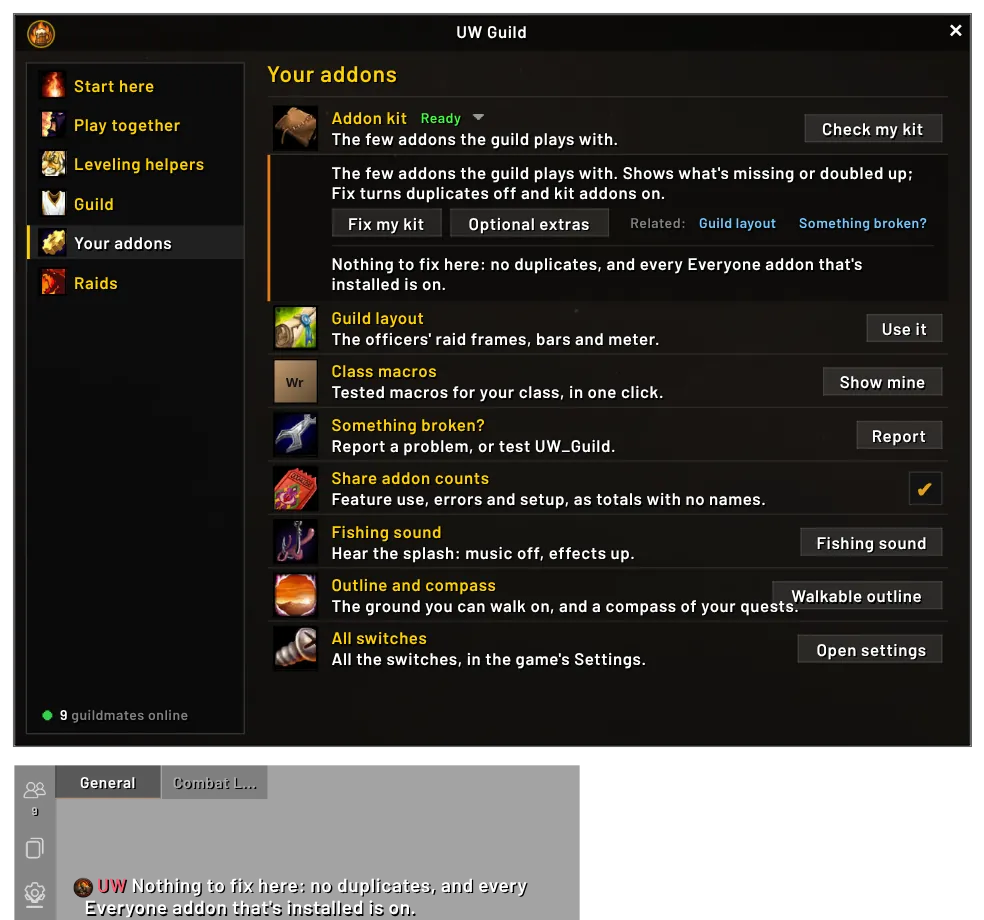 UW Guild
Start here
Play together
Leveling helpers
Guild
Your addons
Raids
9 guildmates online
Your addons
Addon kit Ready
The few addons the guild plays with.
Check my kit
The few addons the guild plays with. Shows what's missing or doubled up;
Fix turns duplicates off and kit addons on.
Fix my kit Optional extras Related: Guild layout Something broken?
Nothing to fix here: no duplicates, and every Everyone addon that's
installed is on.
Guild layout
The officers' raid frames, bars and meter.
Use it
Wr
Class macros
Tested macros for your class, in one click.
Show mine
Something broken?
Report a problem, or test UW_Guild.
Report
Share addon counts
Feature use, errors and setup, as totals with no names.
Fishing sound
Hear the splash: music off, effects up.
Fishing sound
Outline and compass
The ground you can walk on, and a compass of your quests.
Walkable outline
All switches
All the switches, in the game's Settings.
Open settings
9
General Combat L...
UW Nothing to fix here: no duplicates, and every
Everyone addon that's installed is on.